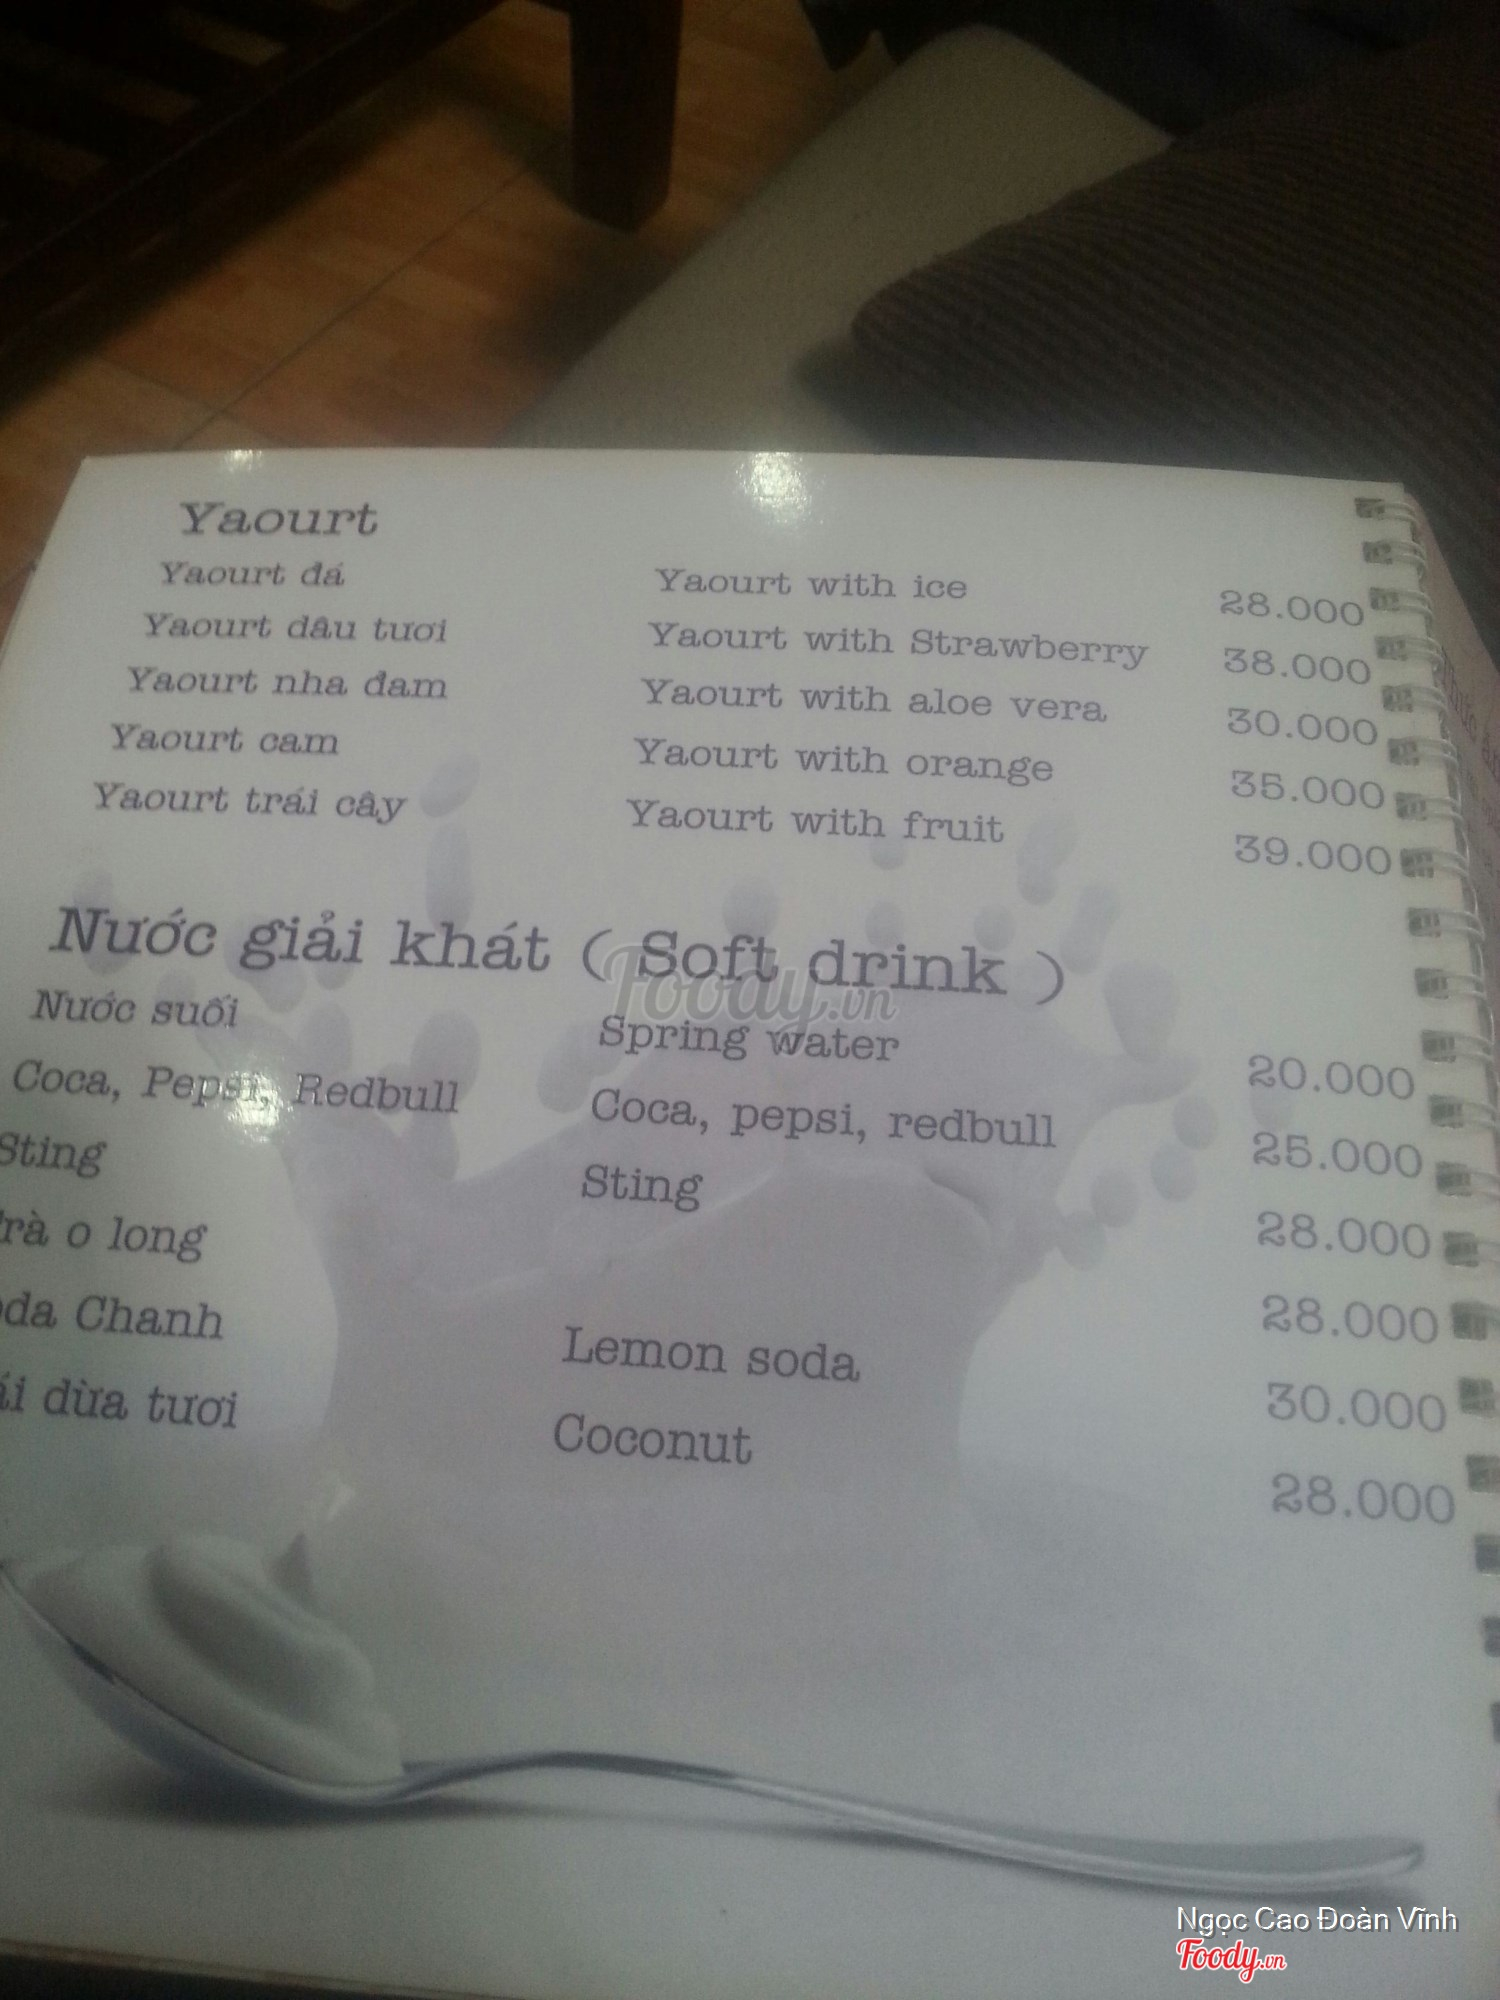 Yaourt
Yaourt đá Yaourt with ice 28.000
Yaourt dâu tươi Yaourt with Strawberry 38.000
Yaourt nha đam Yaourt with aloe vera 30.000
Yaourt cam Yaourt with orange 35.000
Yaourt trái cây Yaourt with fruit 39.000
Nước giải khát ( Soft drink )
Foody.vn
Nước suối Spring water 20.000
Coca, Pepsi, Redbull Coca, pepsi, redbull 25.000
Sting Sting 28.000
rà o long 28.000
oda Chanh Lemon soda 30.000
ái dừa tươi Coconut 28.000
Ngọc Cao Đoàn Vĩnh
Foody.vn